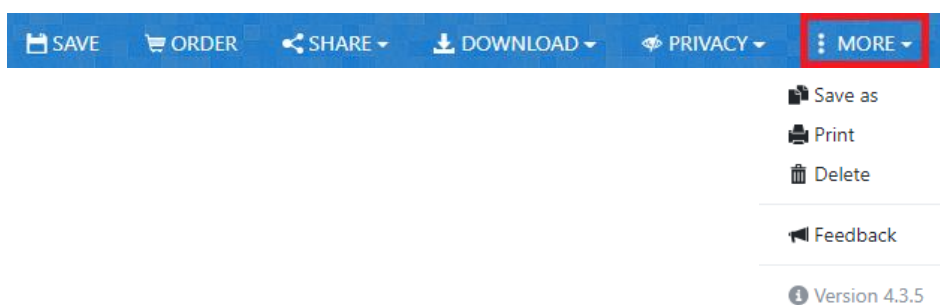 SAVE ORDER SHARE DOWNLOAD PRIVACY MORE
Save as
Print
Delete
Feedback
Version 4.3.5